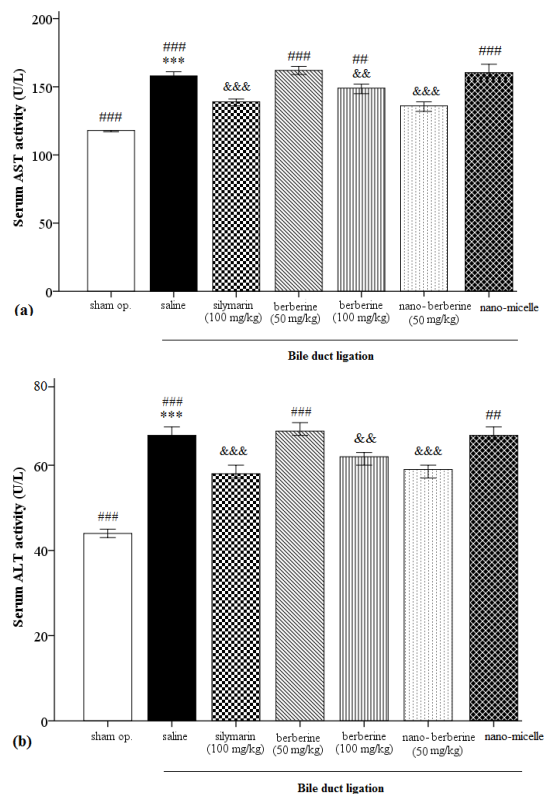 Serum AST activity (U/L)
200
150
100
50
0
###
###
***
&&&
###
##
&&
&&&
###
(a)
sham op.
saline
silymarin
(100 mg/kg)
berberine
(50 mg/kg)
berberine
(100 mg/kg)
nano-berberine
(50 mg/kg)
nano-micelle
Bile duct ligation
Serum ALT activity (U/L)
80
60
40
20
0
###
###
***
&&&
###
&&
&&&
##
(b)
sham op.
saline
silymarin
(100 mg/kg)
berberine
(50 mg/kg)
berberine
(100 mg/kg)
nano-berberine
(50 mg/kg)
nano-micelle
Bile duct ligation